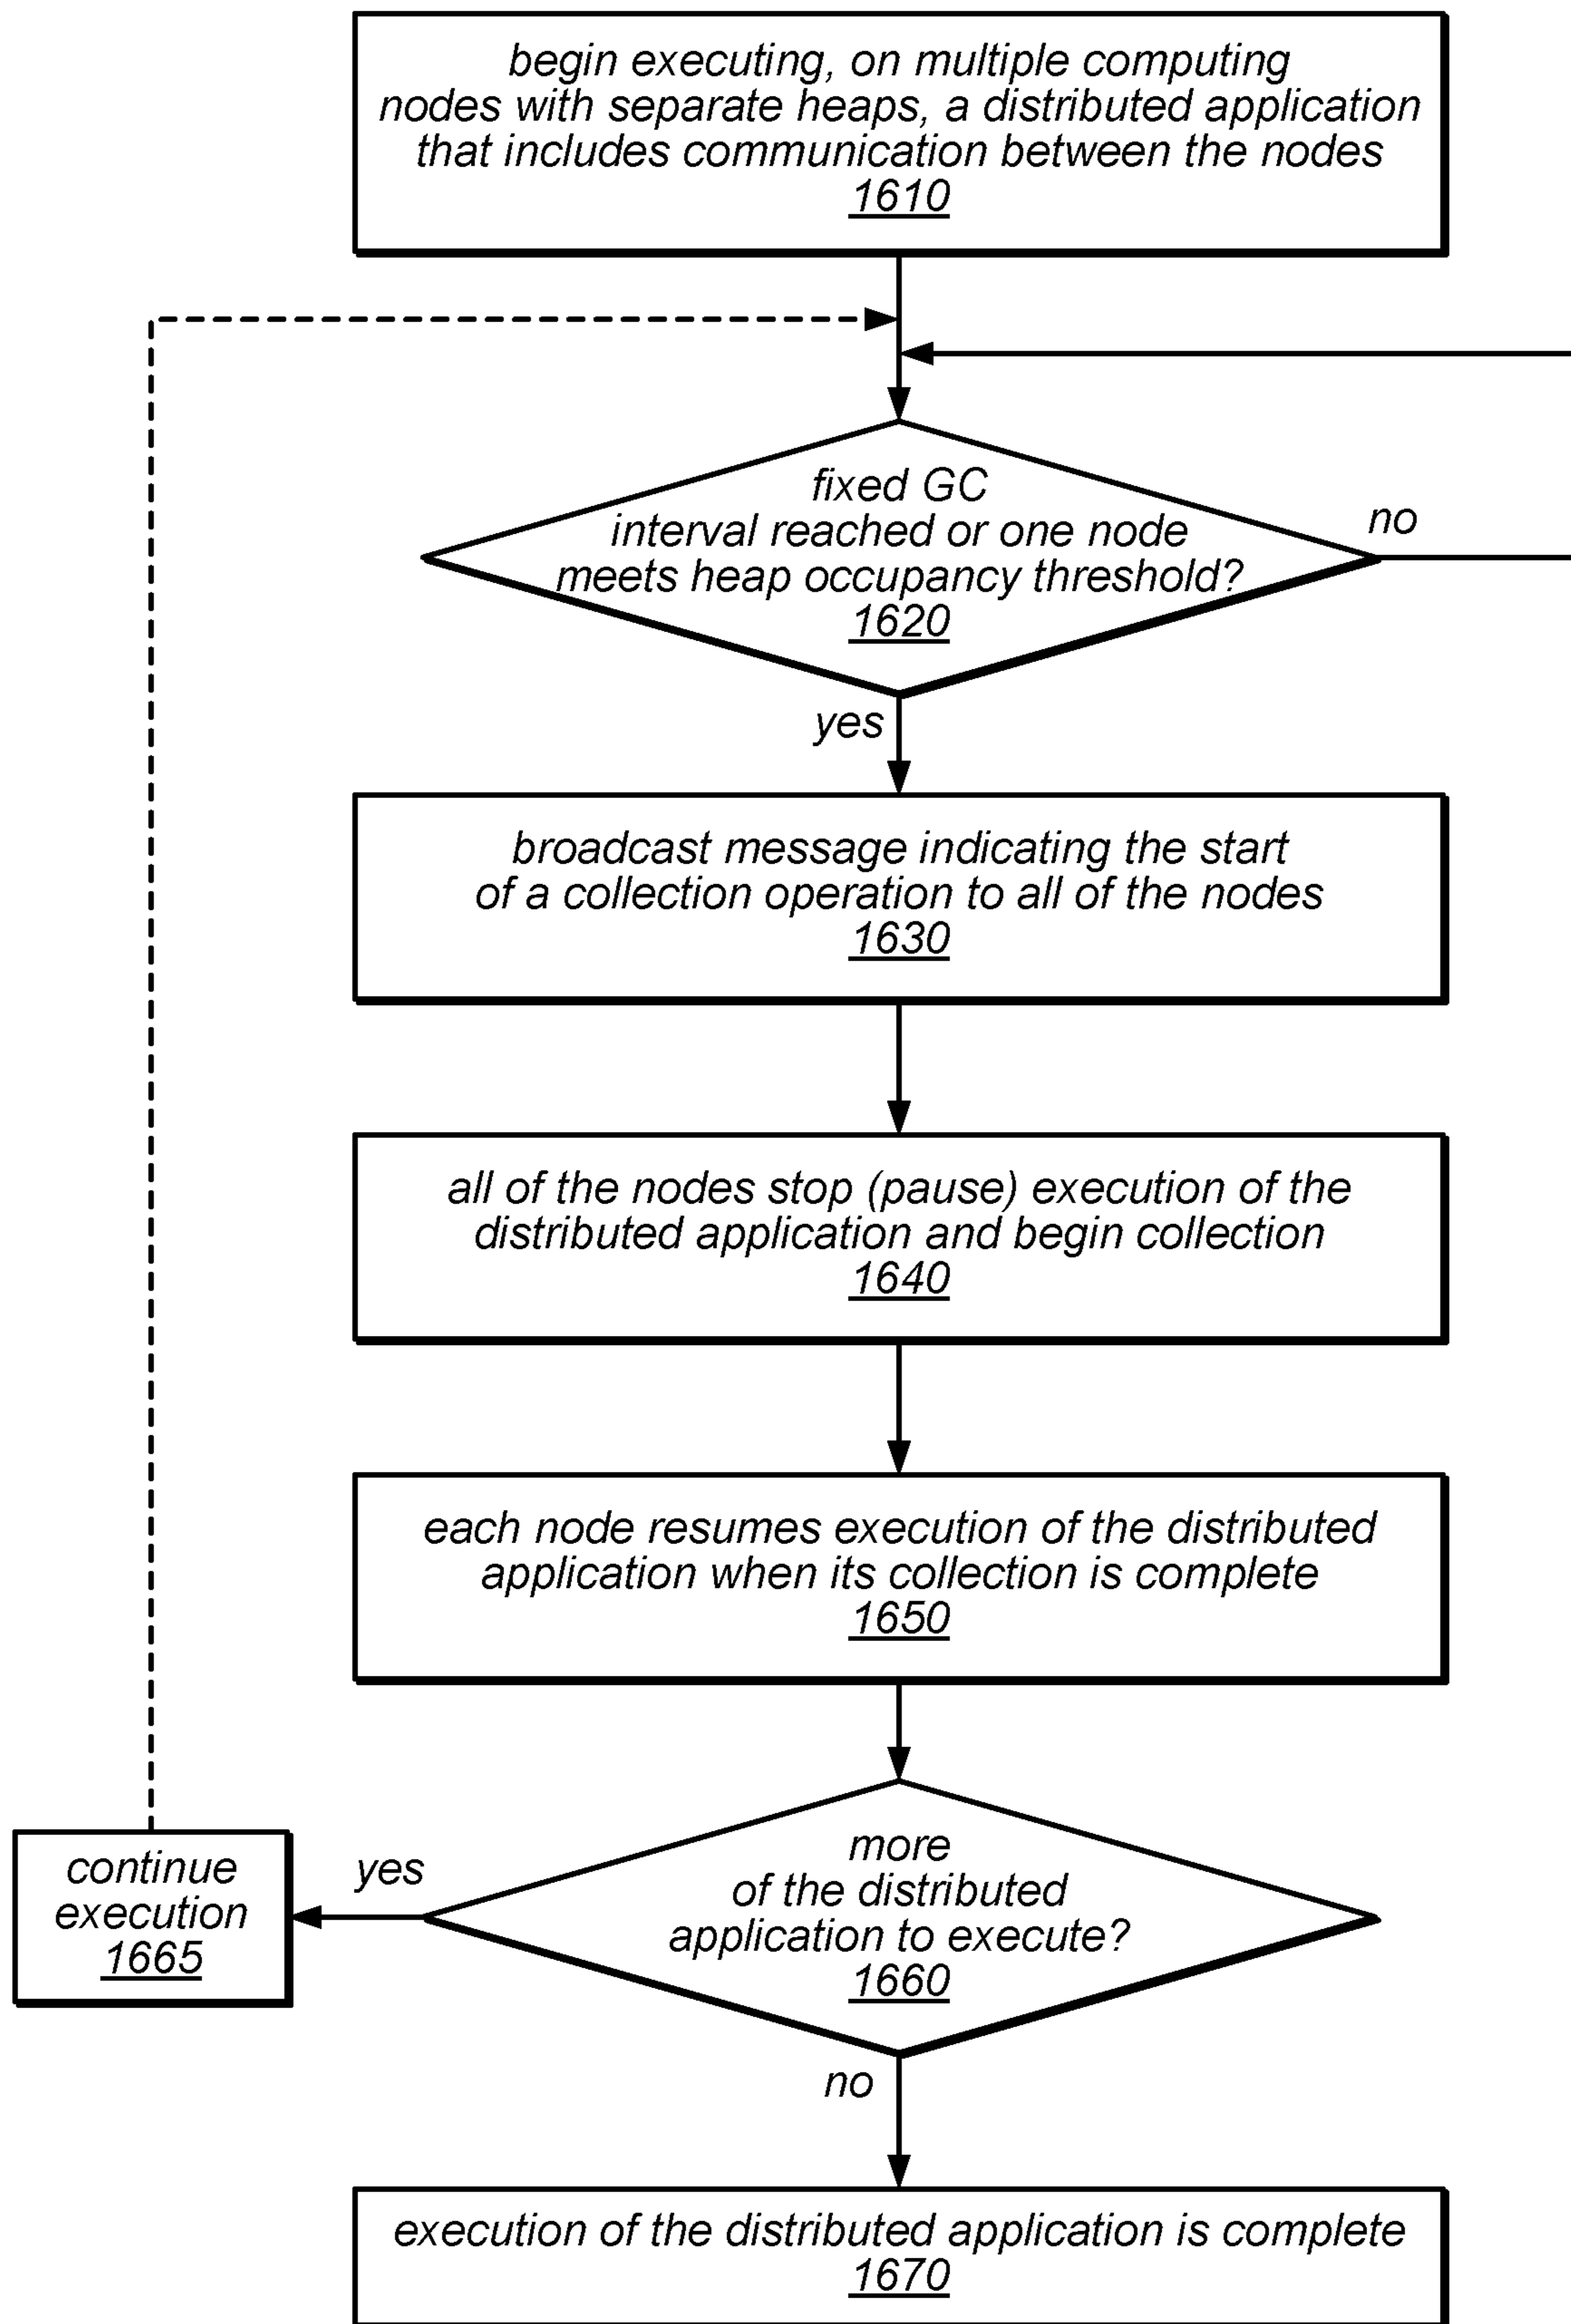 begin executing, on multiple computing
nodes with separate heaps, a distributed application
that includes communication between the nodes
1610
fixed GC
interval reached or one node
meets heap occupancy threshold?
1620
no
yes
broadcast message indicating the start
of a collection operation to all of the nodes
1630
all of the nodes stop (pause) execution of the
distributed application and begin collection
1640
each node resumes execution of the distributed
application when its collection is complete
1650
more
of the distributed
application to execute?
1660
yes
continue
execution
1665
no
execution of the distributed application is complete
1670